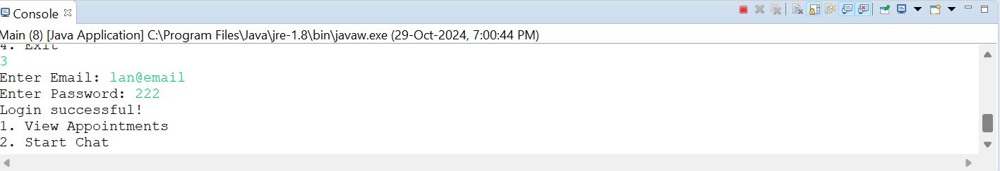 Console
Main (8) [Java Application] C:\Program Files\Java\jre-1.8\bin\javaw.exe (29-Oct-2024, 7:00:44 PM)
4. Exit
3
Enter Email: lan@email
Enter Password: 222
Login successful!
1. View Appointments
2. Start Chat